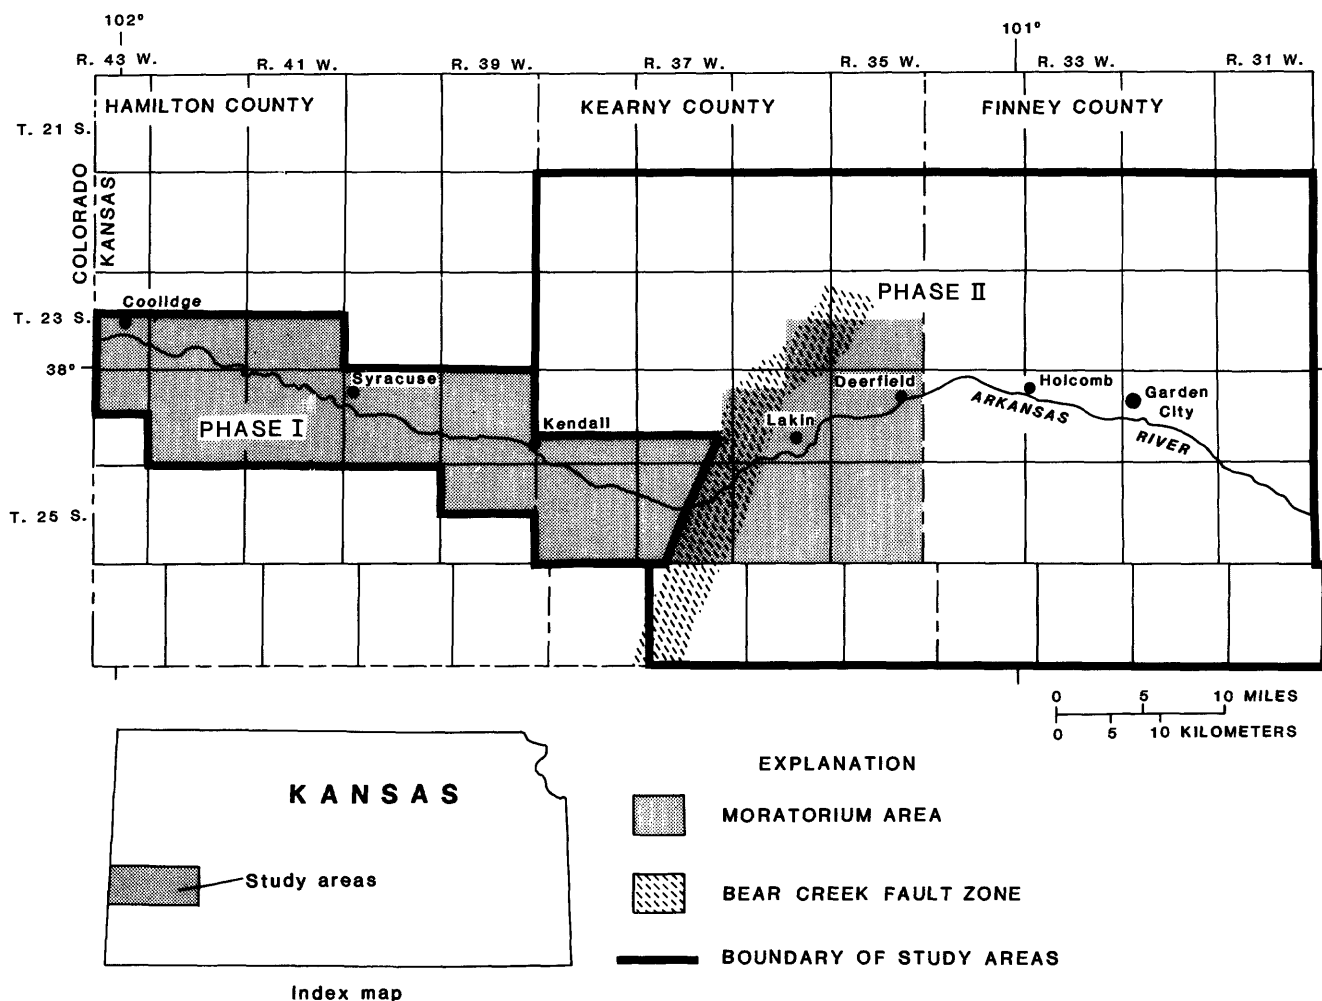 102°
101°
R. 43 W.
R. 41 W.
R. 39 W.
R. 37 W.
R. 35 W.
R. 33 W.
R. 31 W.
HAMILTON COUNTY
KEARNY COUNTY
FINNEY COUNTY
T. 21 S.
COLORADO
KANSAS
Coolidge
PHASE II
T. 23 S.
38°
Syracuse
Deerfield
Holcomb
Garden
City
ARKANSAS
RIVER
PHASE I
Kendall
Lakin
T. 25 S.
0 5 10 MILES
0 5 10 KILOMETERS
KANSAS
Study areas
Index map
EXPLANATION
MORATORIUM AREA
BEAR CREEK FAULT ZONE
BOUNDARY OF STUDY AREAS